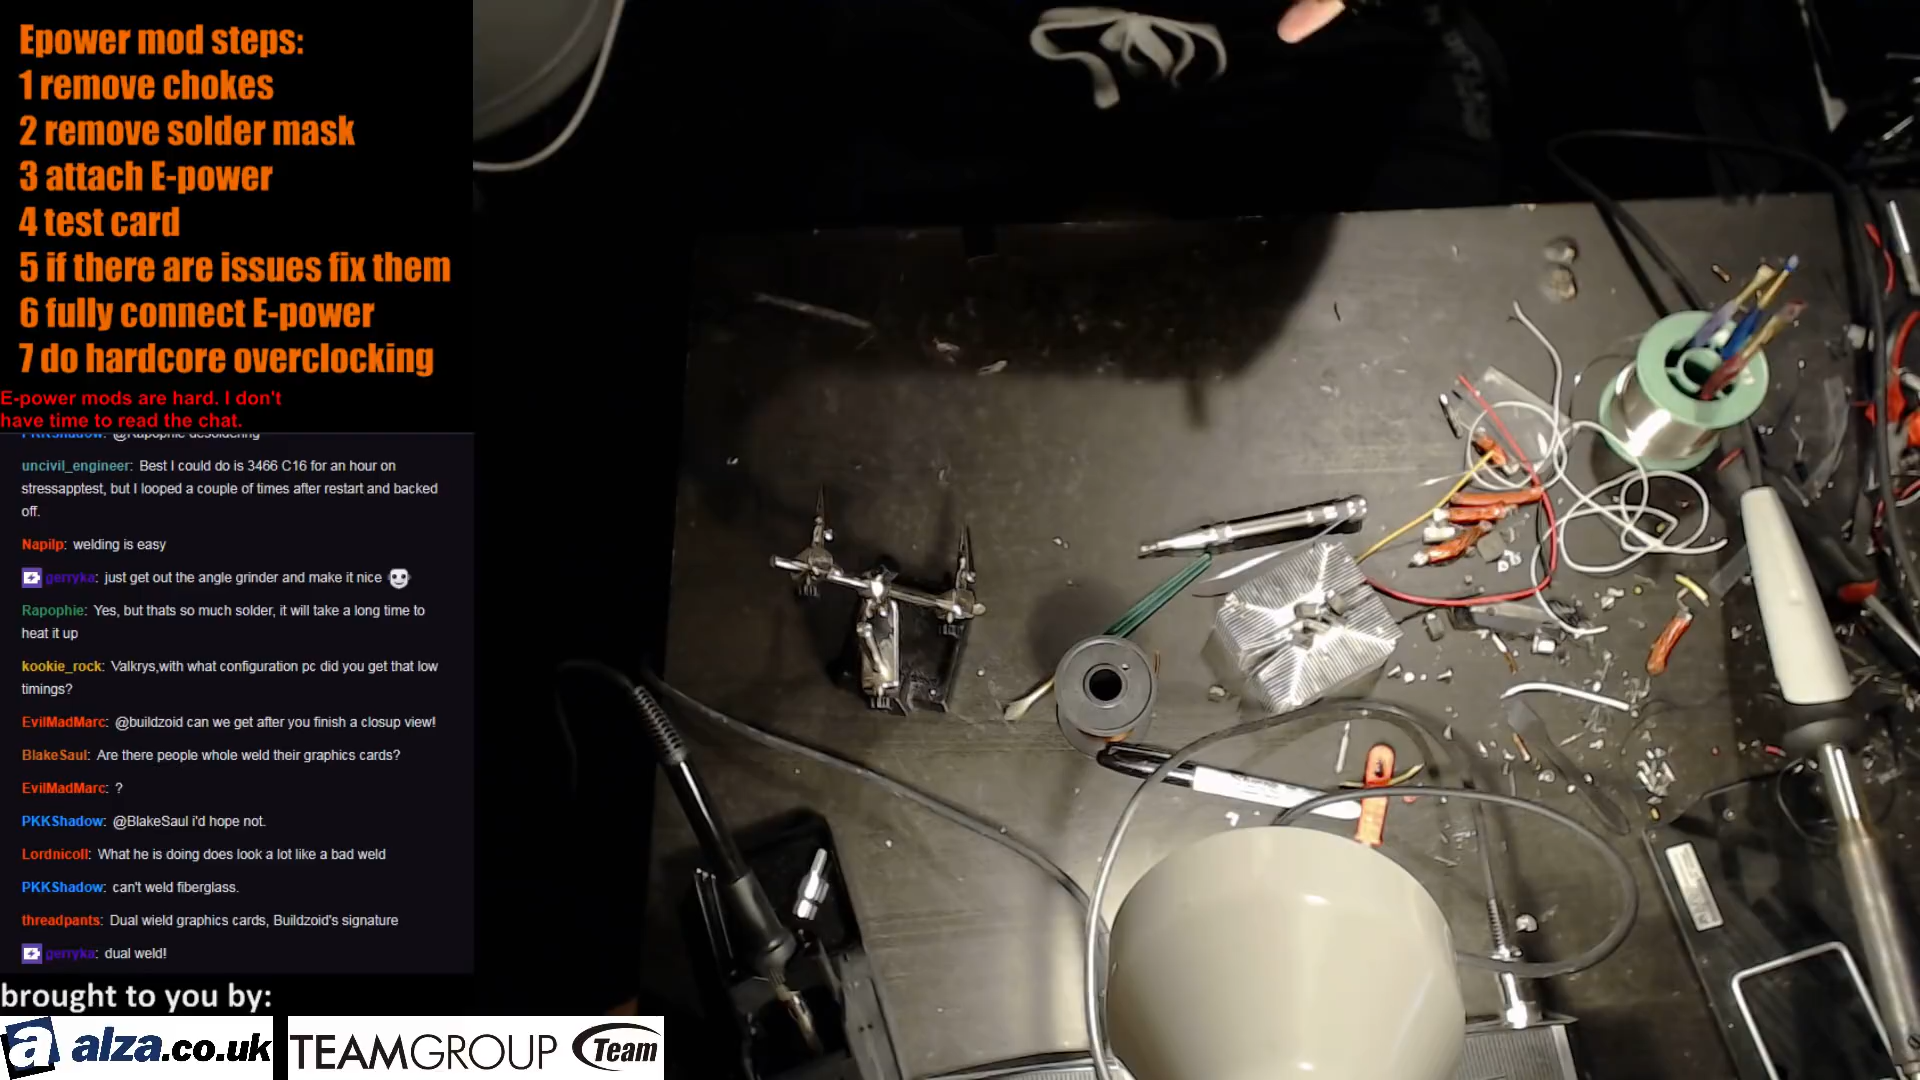 Epower mod steps:
1 remove chokes
2 remove solder mask
3 attach E-power
4 test card
5 if there are issues fix them
6 fully connect E-power
7 do hardcore overclocking
E-power mods are hard. I don't
have time to read the chat.
PKKShadow: @Rapophie desoldering
uncivil_engineer: Best I could do is 3466 C16 for an hour on
stressapptest, but I looped a couple of times after restart and backed
off.
Napilp: welding is easy
gerryka: just get out the angle grinder and make it nice
Rapophie: Yes, but thats so much solder, it will take a long time to
heat it up
kookie_rock: Valkrys,with what configuration pc did you get that low
timings?
EvilMadMarc: @buildzoid can we get after you finish a closup view!
BlakeSaul: Are there people whole weld their graphics cards?
EvilMadMarc: ?
PKKShadow: @BlakeSaul i'd hope not.
Lordnicoll: What he is doing does look a lot like a bad weld
PKKShadow: can't weld fiberglass.
threadpants: Dual wield graphics cards, Buildzoid's signature
gerryka: dual weld!
brought to you by:
a alza.co.uk TEAMGROUP Team